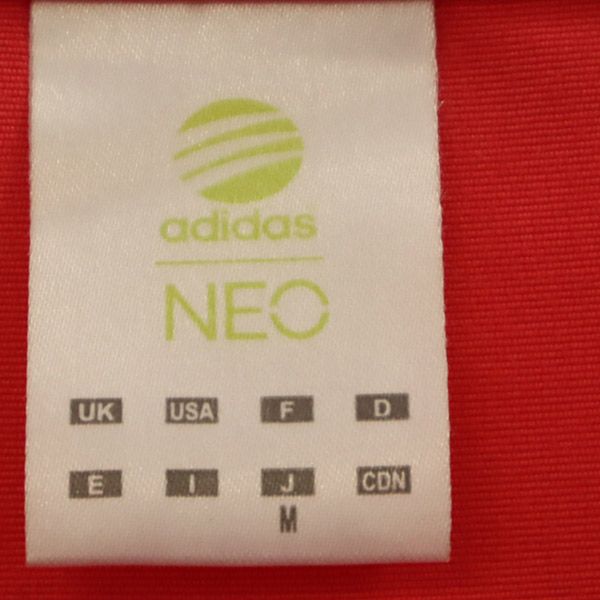 adidas
NEO
UK USA F D
E I J CDN
M